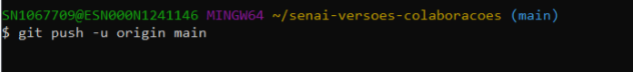 SN1067709@ESN000N1241146 MINGW64 ~/senai-versoes-colaboracoes (main)
$ git push -u origin main